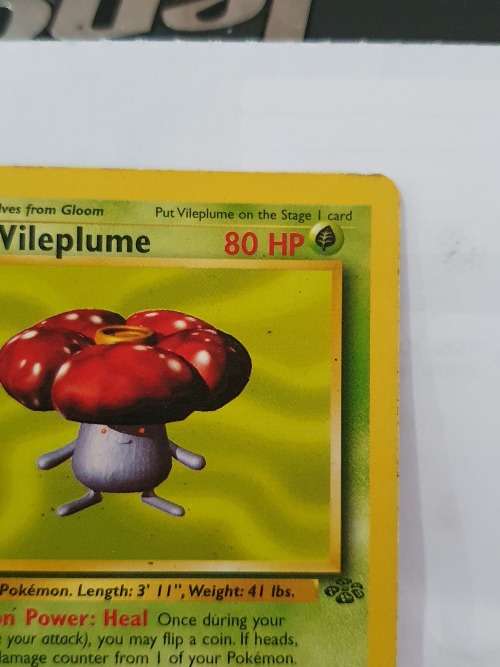 lves from Gloom
Put Vileplume on the Stage 1 card
Vileplume
80 HP
Pokémon. Length: 3' 11", Weight: 41 lbs.
n Power: Heal Once during your
your attack), you may flip a coin. If heads,
damage counter from 1 of your Pokémon.